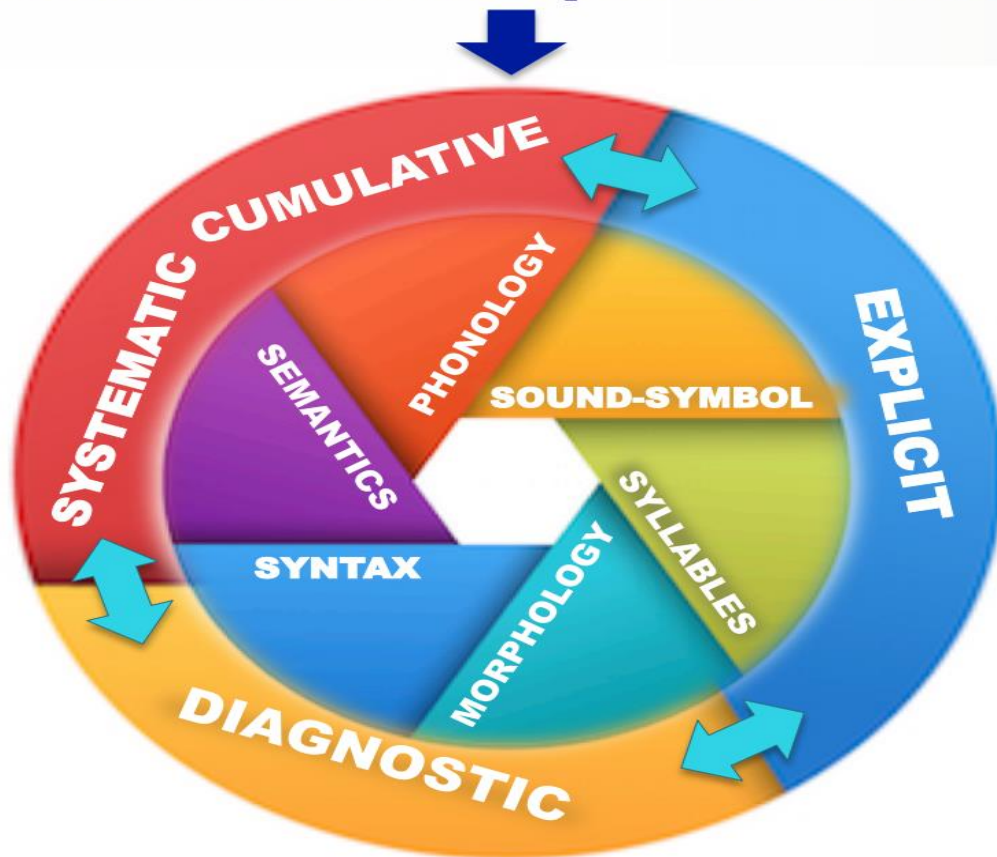 SYSTEMATIC CUMULATIVE
EXPLICIT
DIAGNOSTIC
PHONOLOGY
SOUND-SYMBOL
SYLLABLES
MORPHOLOGY
SYNTAX
SEMANTICS